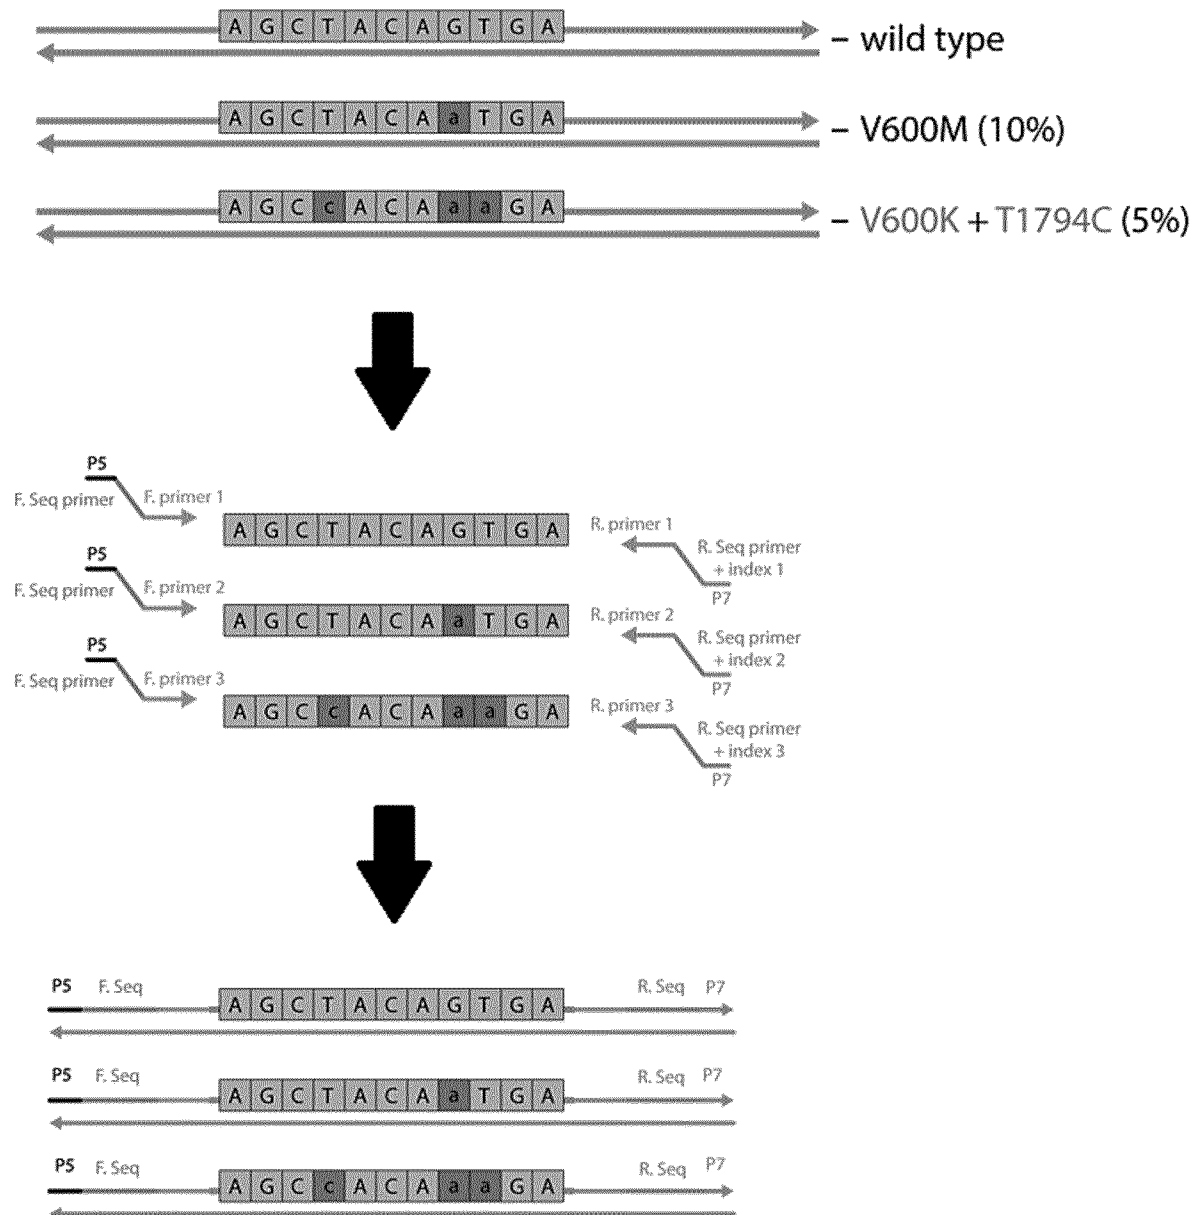 A G C T A C A G T G A
– wild type
A G C T A C A a T G A
– V600M (10%)
A G C c A C A a a G A
– V600K + T1794C (5%)
P5
F. Seq primer F. primer 1
A G C T A C A G T G A
R. primer 1
R. Seq primer
+ index 1
P7
P5
F. Seq primer F. primer 2
A G C T A C A a T G A
R. primer 2
R. Seq primer
+ index 2
P7
P5
F. Seq primer F. primer 3
A G C c A C A a a G A
R. primer 3
R. Seq primer
+ index 3
P7
P5 F. Seq A G C T A C A G T G A R. Seq P7
P5 F. Seq A G C T A C A a T G A R. Seq P7
P5 F. Seq A G C c A C A a a G A R. Seq P7